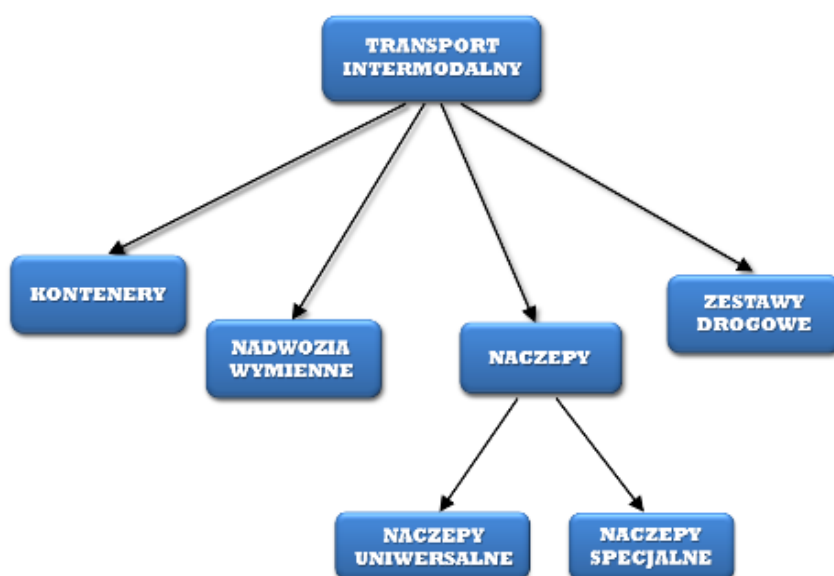 TRANSPORT
INTERMODALNY
KONTENERY
NADWOZIA
WYMIENNE
NACZEPY
ZESTAWY
DROGOWE
NACZEPY
UNIWERSALNE
NACZEPY
SPECJALNE